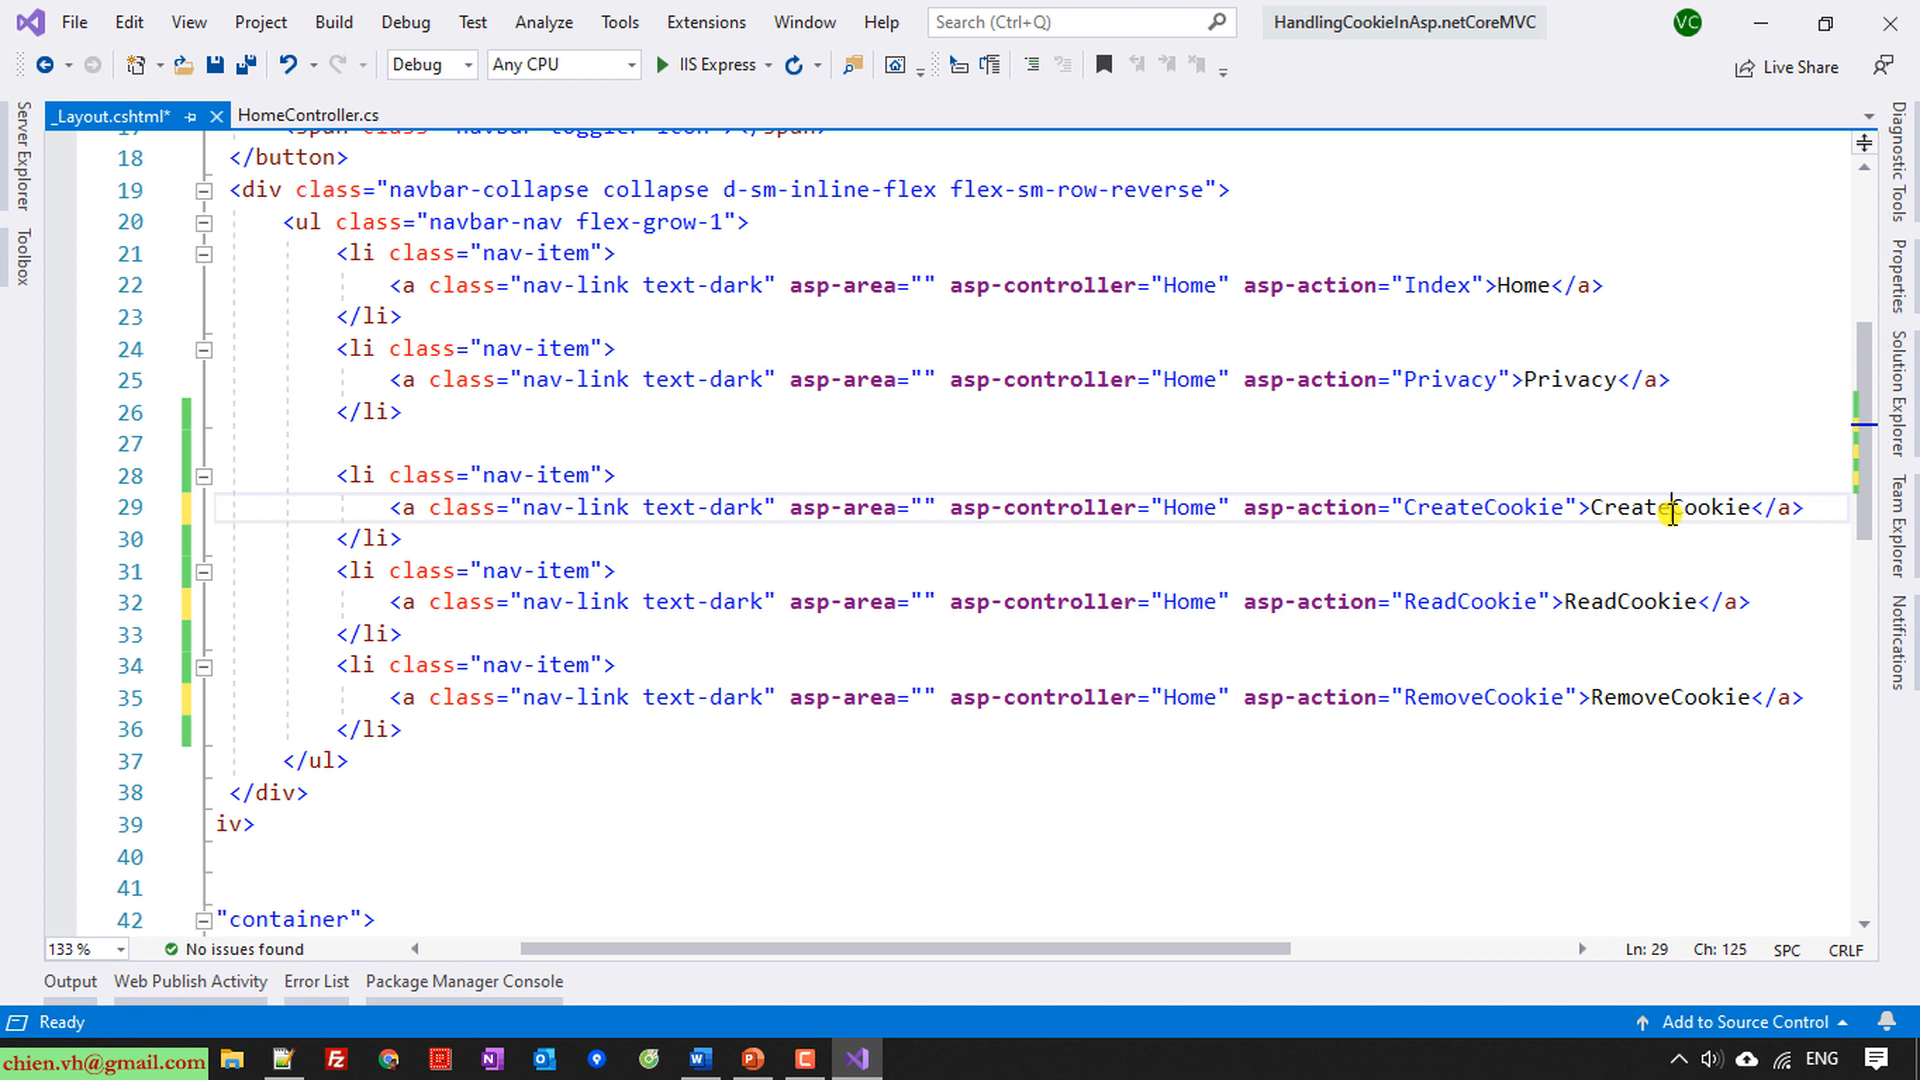 File Edit View Project Build Debug Test Analyze Tools Extensions Window Help Search (Ctrl+Q) HandlingCookieInAsp.netCoreMVC VC
Debug Any CPU IIS Express Live Share
_Layout.cshtml* HomeController.cs
Server Explorer
Toolbox
Diagnostic Tools
Properties
Solution Explorer
Team Explorer
Notifications
17 <span class="navbar-toggler-icon"></span>
18 </button>
19 <div class="navbar-collapse collapse d-sm-inline-flex flex-sm-row-reverse">
20 <ul class="navbar-nav flex-grow-1">
21 <li class="nav-item">
22 <a class="nav-link text-dark" asp-area="" asp-controller="Home" asp-action="Index">Home</a>
23 </li>
24 <li class="nav-item">
25 <a class="nav-link text-dark" asp-area="" asp-controller="Home" asp-action="Privacy">Privacy</a>
26 </li>
27
28 <li class="nav-item">
29 <a class="nav-link text-dark" asp-area="" asp-controller="Home" asp-action="CreateCookie">CreateCookie</a>
30 </li>
31 <li class="nav-item">
32 <a class="nav-link text-dark" asp-area="" asp-controller="Home" asp-action="ReadCookie">ReadCookie</a>
33 </li>
34 <li class="nav-item">
35 <a class="nav-link text-dark" asp-area="" asp-controller="Home" asp-action="RemoveCookie">RemoveCookie</a>
36 </li>
37 </ul>
38 </div>
39 iv>
40
41
42 "container">
133 % No issues found Ln: 29 Ch: 125 SPC CRLF
Output Web Publish Activity Error List Package Manager Console
Ready Add to Source Control
chien.vh@gmail.com ENG